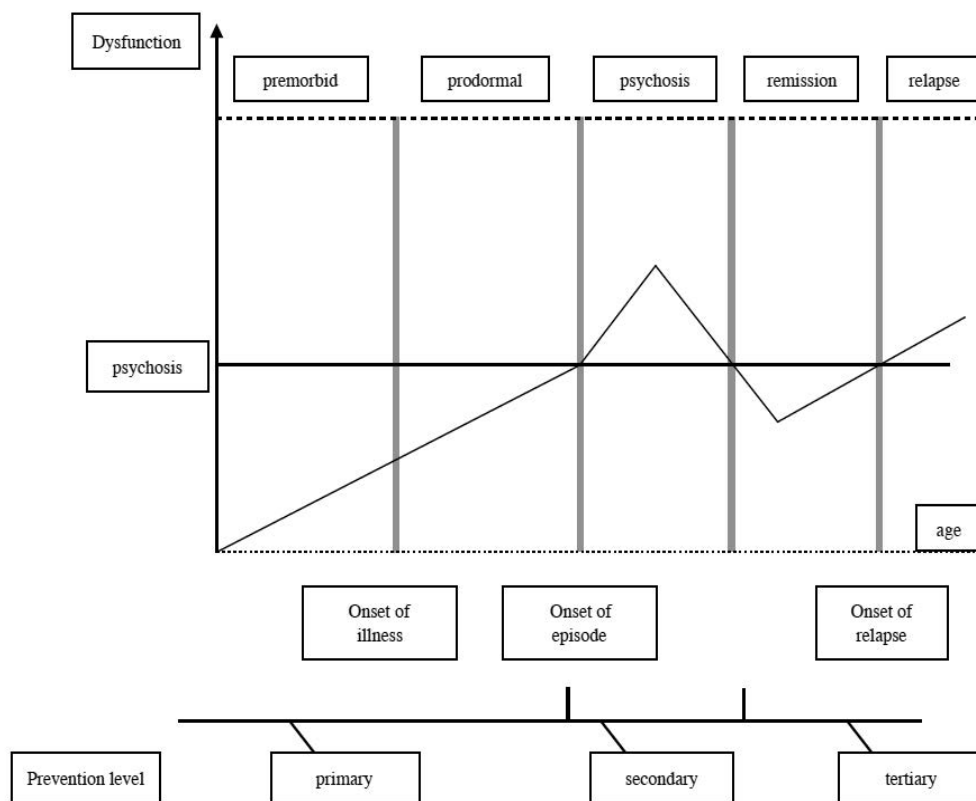 Dysfunction
premorbid
prodormal
psychosis
remission
relapse
psychosis
age
Onset of
illness
Onset of
episode
Onset of
relapse
Prevention level
primary
secondary
tertiary